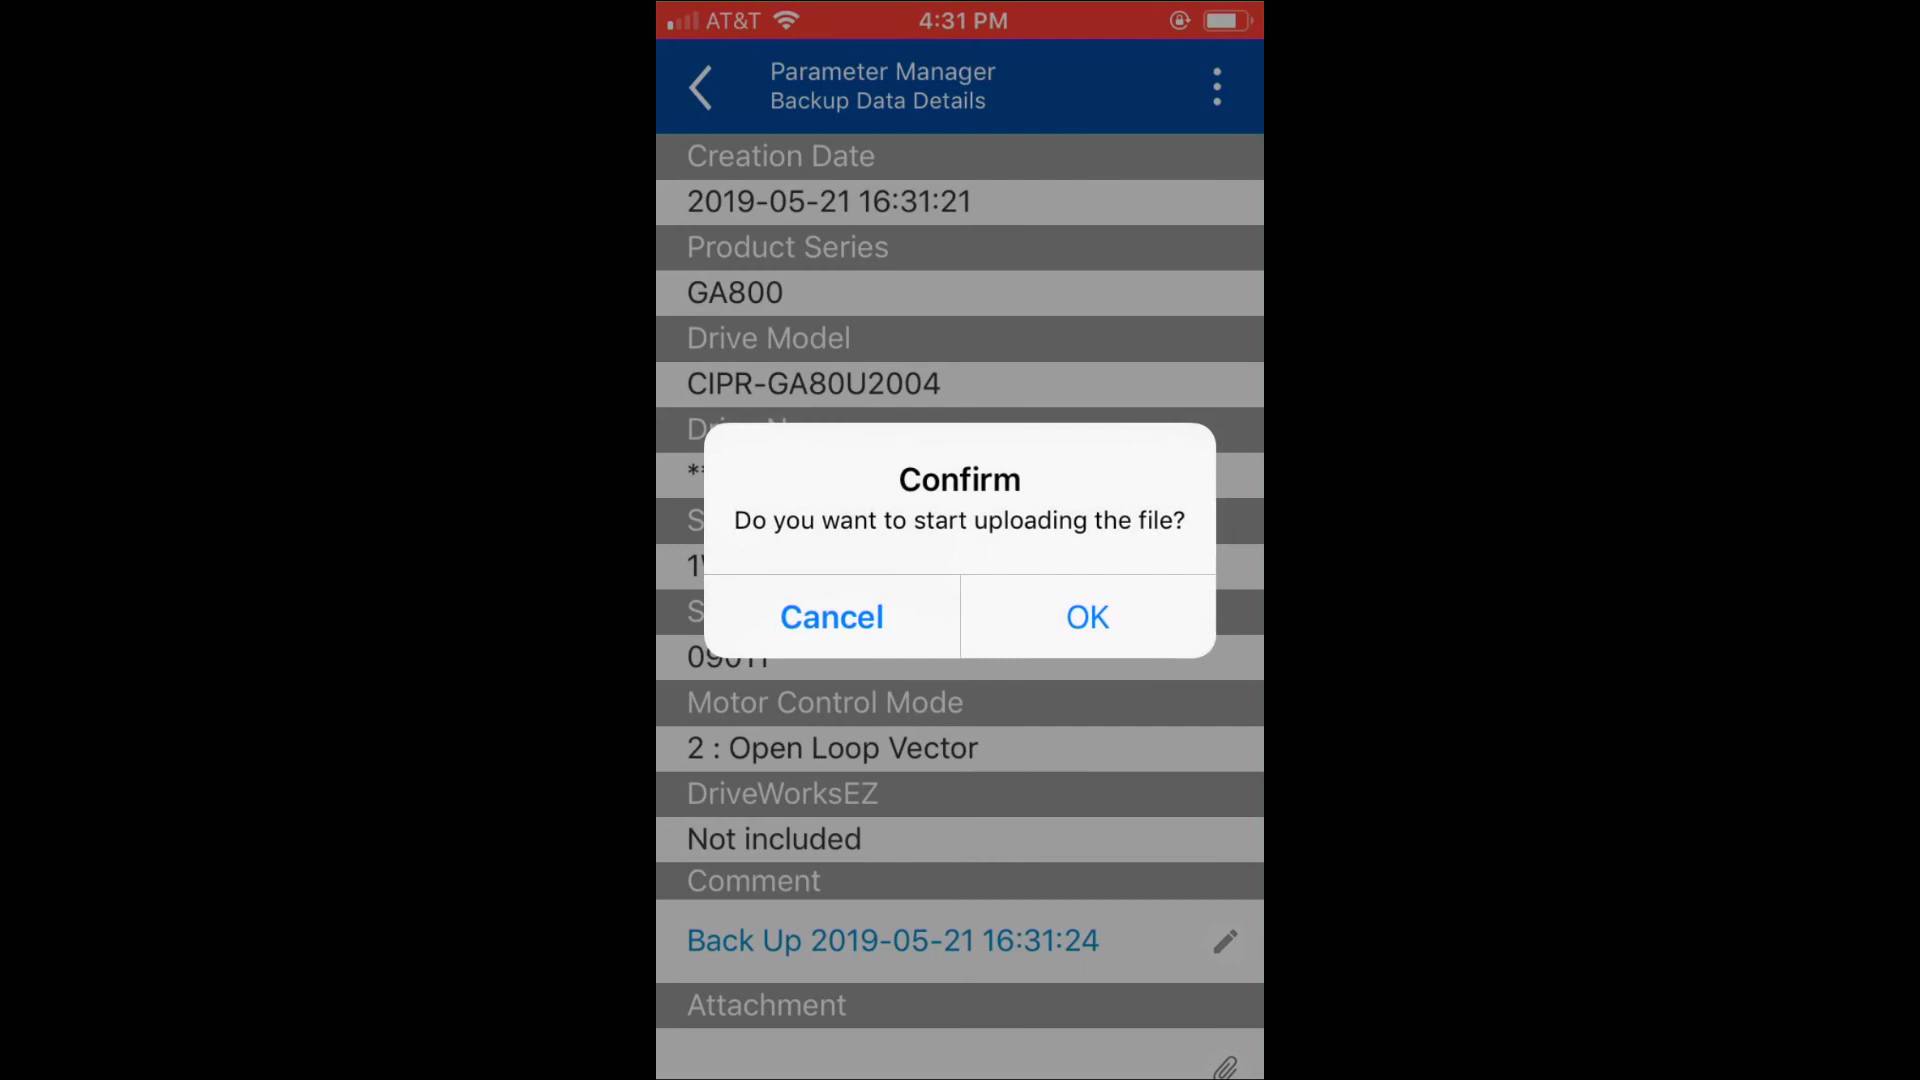 AT&T
4:31 PM
Parameter Manager
Backup Data Details
Creation Date
2019-05-21 16:31:21
Product Series
GA800
Drive Model
CIPR-GA80U2004
Confirm
Do you want to start uploading the file?
Cancel
OK
Motor Control Mode
2 : Open Loop Vector
DriveWorksEZ
Not included
Comment
Back Up 2019-05-21 16:31:24
Attachment